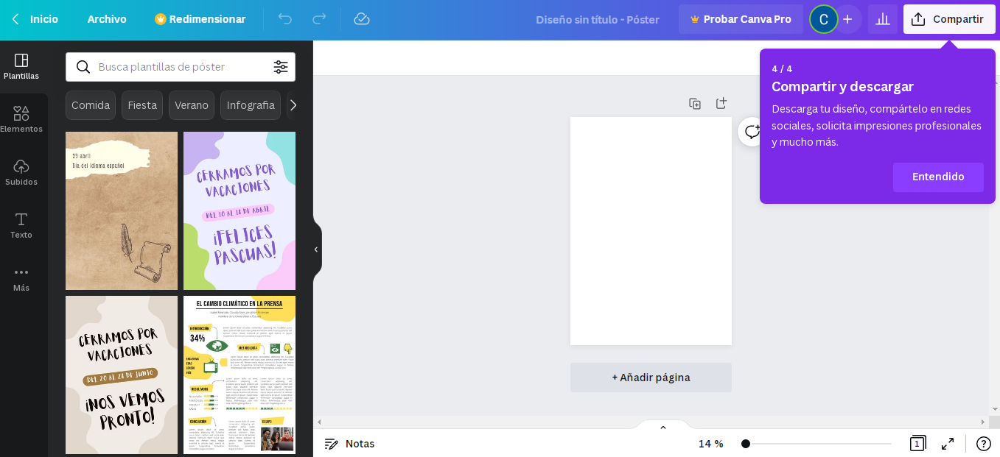 Inicio
Archivo
Redimensionar
Diseño sin título - Póster
Probar Canva Pro
C
Compartir
Plantillas
Elementos
Subidos
Texto
Más
Busca plantillas de póster
Comida
Fiesta
Verano
Infografia
23 abril
Día del idioma español
CERRAMOS POR
VACACIONES
DEL 10 AL 18 DE ABRIL
¡FELICES
PASCUAS!
CERRAMOS POR
VACACIONES
DEL 20 AL 28 DE JUNIO
¡NOS VEMOS
PRONTO!
EL CAMBIO CLIMÁTICO EN LA PRENSA
INTRODUCCIÓN
34%
METODOLOGÍA
RESULTADOS
CONCLUSIÓN
EQUIPO
4 / 4
Compartir y descargar
Descarga tu diseño, compártelo en redes
sociales, solicita impresiones profesionales
y mucho más.
Entendido
+ Añadir página
Notas
14 %
1